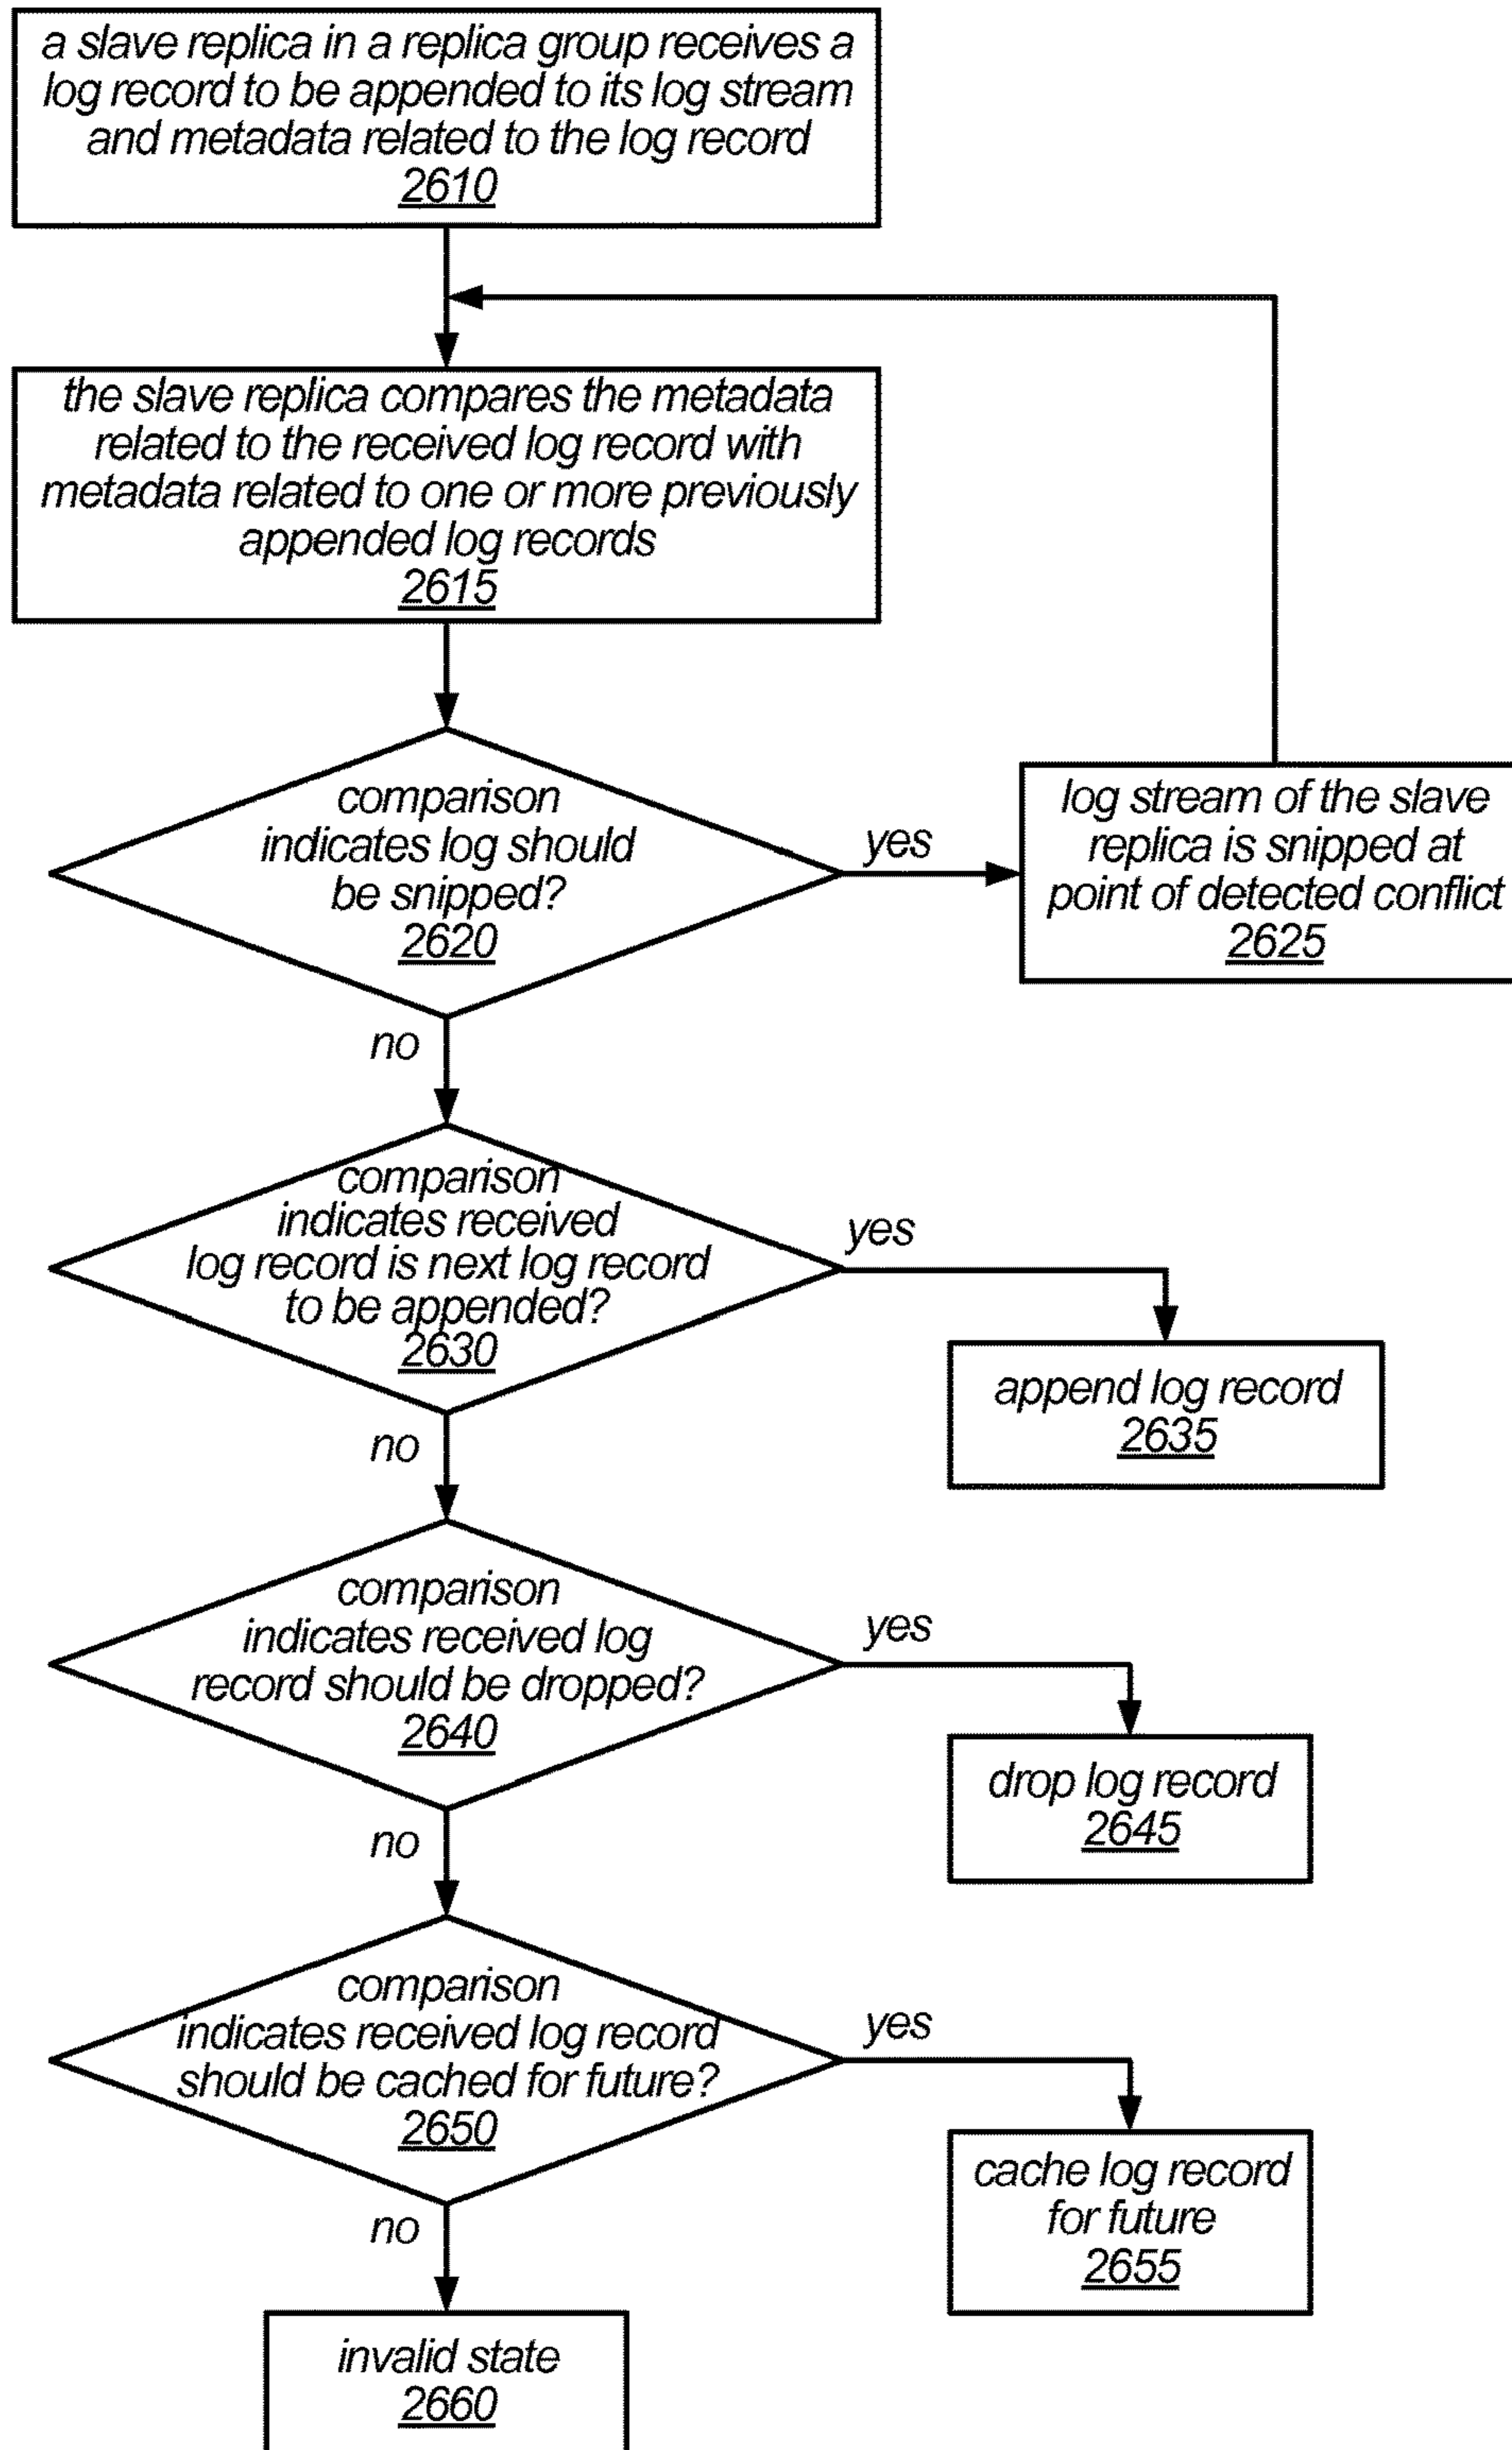 a slave replica in a replica group receives a
log record to be appended to its log stream
and metadata related to the log record
2610
the slave replica compares the metadata
related to the received log record with
metadata related to one or more previously
appended log records
2615
comparison
indicates log should
be snipped?
2620
yes
log stream of the slave
replica is snipped at
point of detected conflict
2625
no
comparison
indicates received
log record is next log record
to be appended?
2630
yes
append log record
2635
no
comparison
indicates received log
record should be dropped?
2640
yes
drop log record
2645
no
comparison
indicates received log record
should be cached for future?
2650
yes
cache log record
for future
2655
no
invalid state
2660